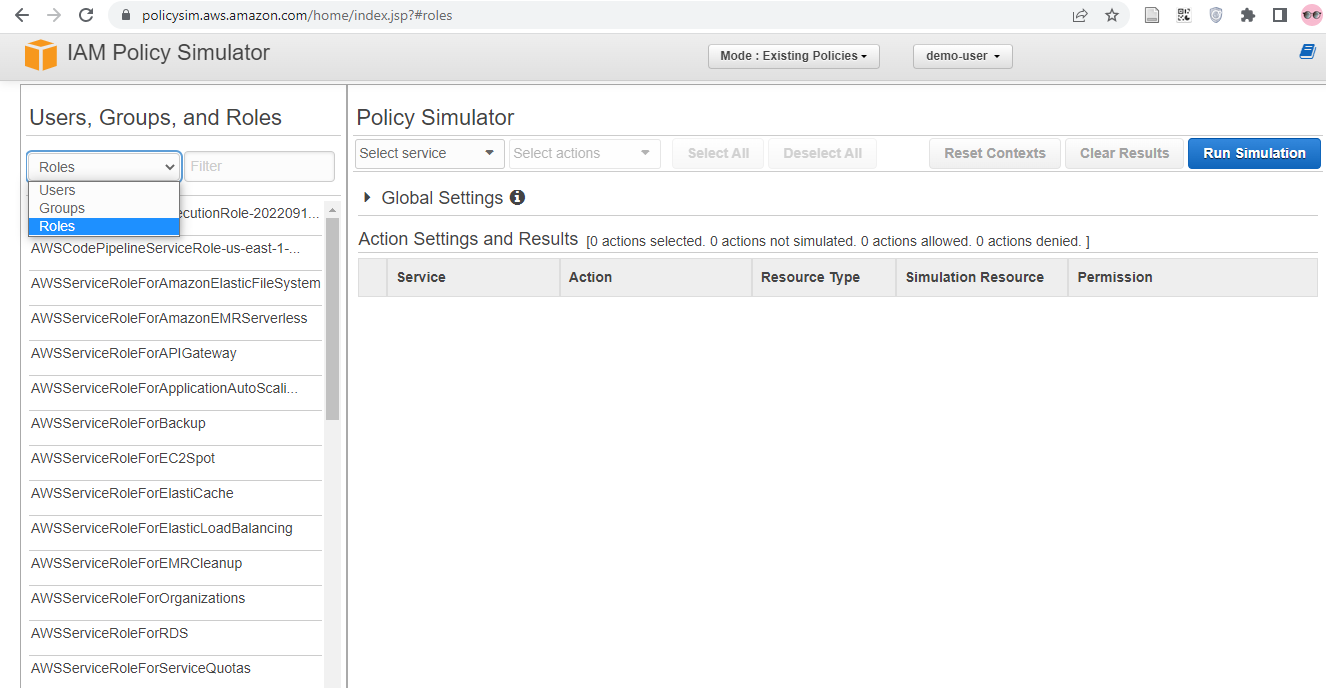 policysim.aws.amazon.com/home/index.jsp?#roles
IAM Policy Simulator
Mode : Existing Policies
demo-user
Users, Groups, and Roles
Roles
Filter
Users
Groups
Roles
ecutionRole-2022091...
AWSCodePipelineServiceRole-us-east-1-...
AWSServiceRoleForAmazonElasticFileSystem
AWSServiceRoleForAmazonEMRServerless
AWSServiceRoleForAPIGateway
AWSServiceRoleForApplicationAutoScali...
AWSServiceRoleForBackup
AWSServiceRoleForEC2Spot
AWSServiceRoleForElastiCache
AWSServiceRoleForElasticLoadBalancing
AWSServiceRoleForEMRCleanup
AWSServiceRoleForOrganizations
AWSServiceRoleForRDS
AWSServiceRoleForServiceQuotas
Policy Simulator
Select service
Select actions
Select All
Deselect All
Reset Contexts
Clear Results
Run Simulation
Global Settings
Action Settings and Results [0 actions selected. 0 actions not simulated. 0 actions allowed. 0 actions denied. ]
Service Action Resource Type Simulation Resource Permission